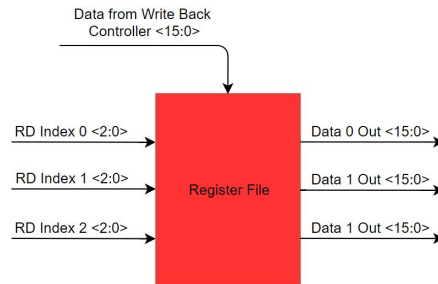 Data from Write Back
Controller <15:0>
RD Index 0 <2:0>
Data 0 Out <15:0>
RD Index 1 <2:0>
Register File
Data 1 Out <15:0>
RD Index 2 <2:0>
Data 1 Out <15:0>